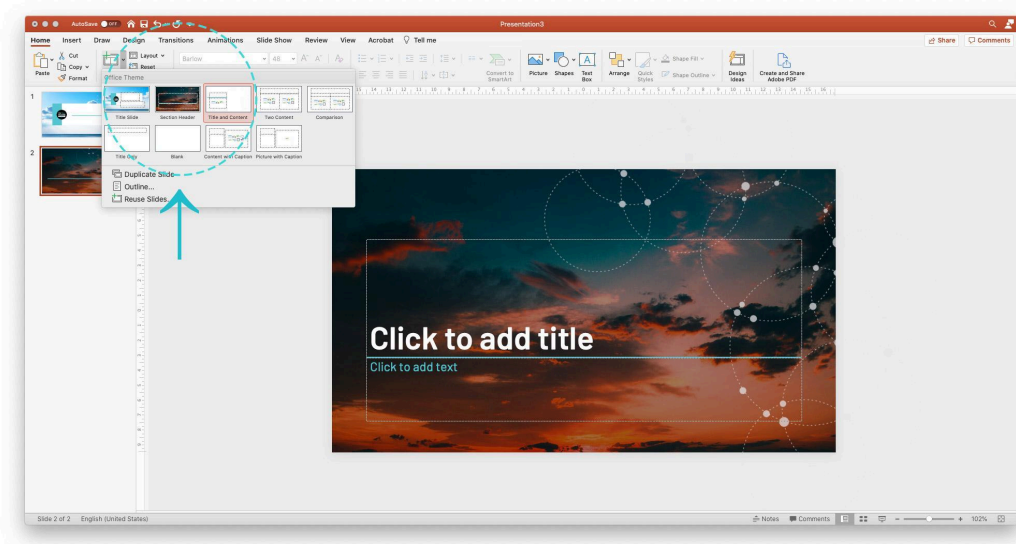 AutoSave OFF
Presentation3
Home Insert Draw Design Transitions Animations Slide Show Review View Acrobat Tell me
Share Comments
Paste
Cut
Copy
Format
Layout
Reset
Barlow
48
Convert to SmartArt
Picture
Shapes
Text Box
Arrange
Quick Styles
Shape Fill
Shape Outline
Design Ideas
Create and Share Adobe PDF
Office Theme
Title Slide
Section Header
Title and Content
Two Content
Comparison
Title Only
Blank
Content with Caption
Picture with Caption
Duplicate Slide
Outline...
Reuse Slides...
1
2
Click to add title
Click to add text
Slide 2 of 2 English (United States)
Notes Comments 102%